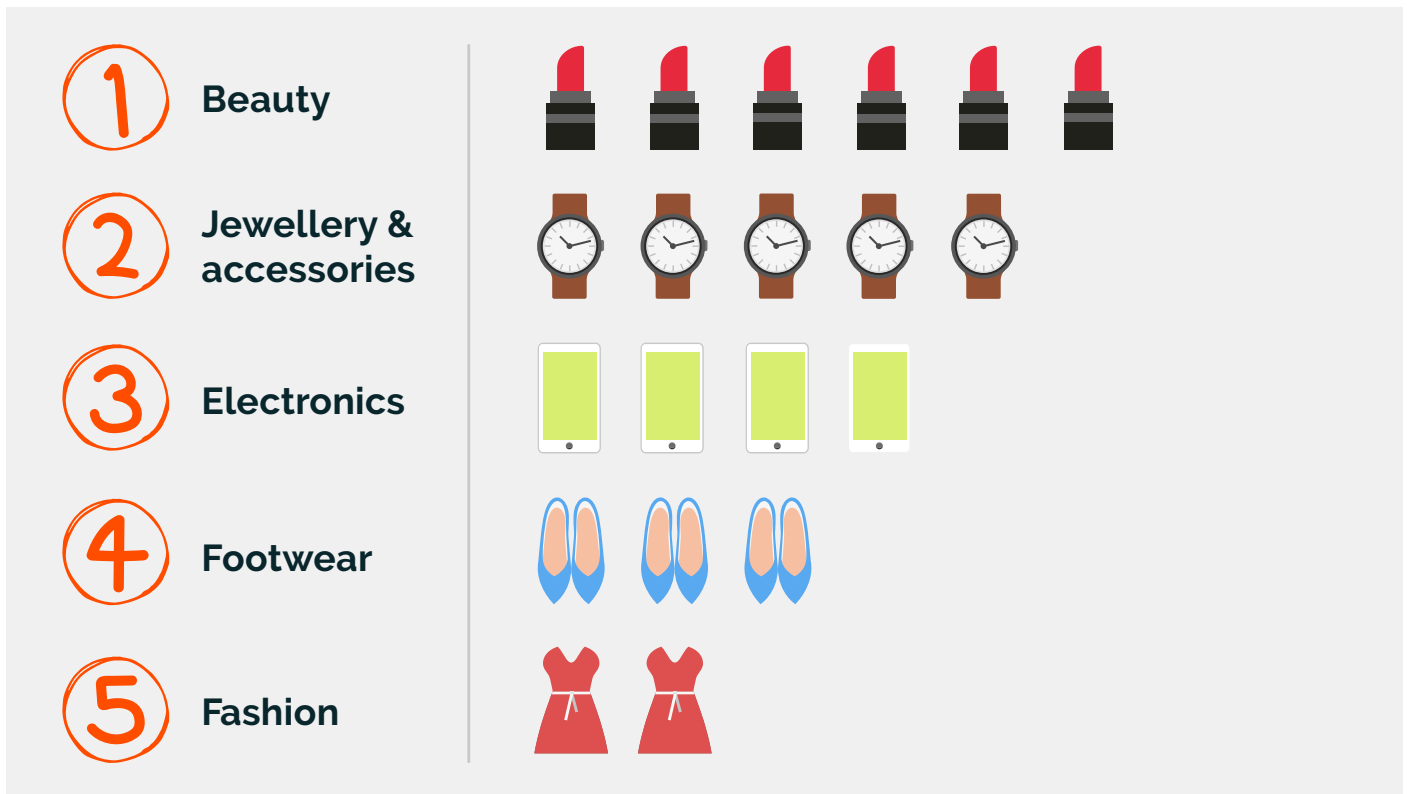 1
Beauty
2
Jewellery &
accessories
3
Electronics
4
Footwear
5
Fashion